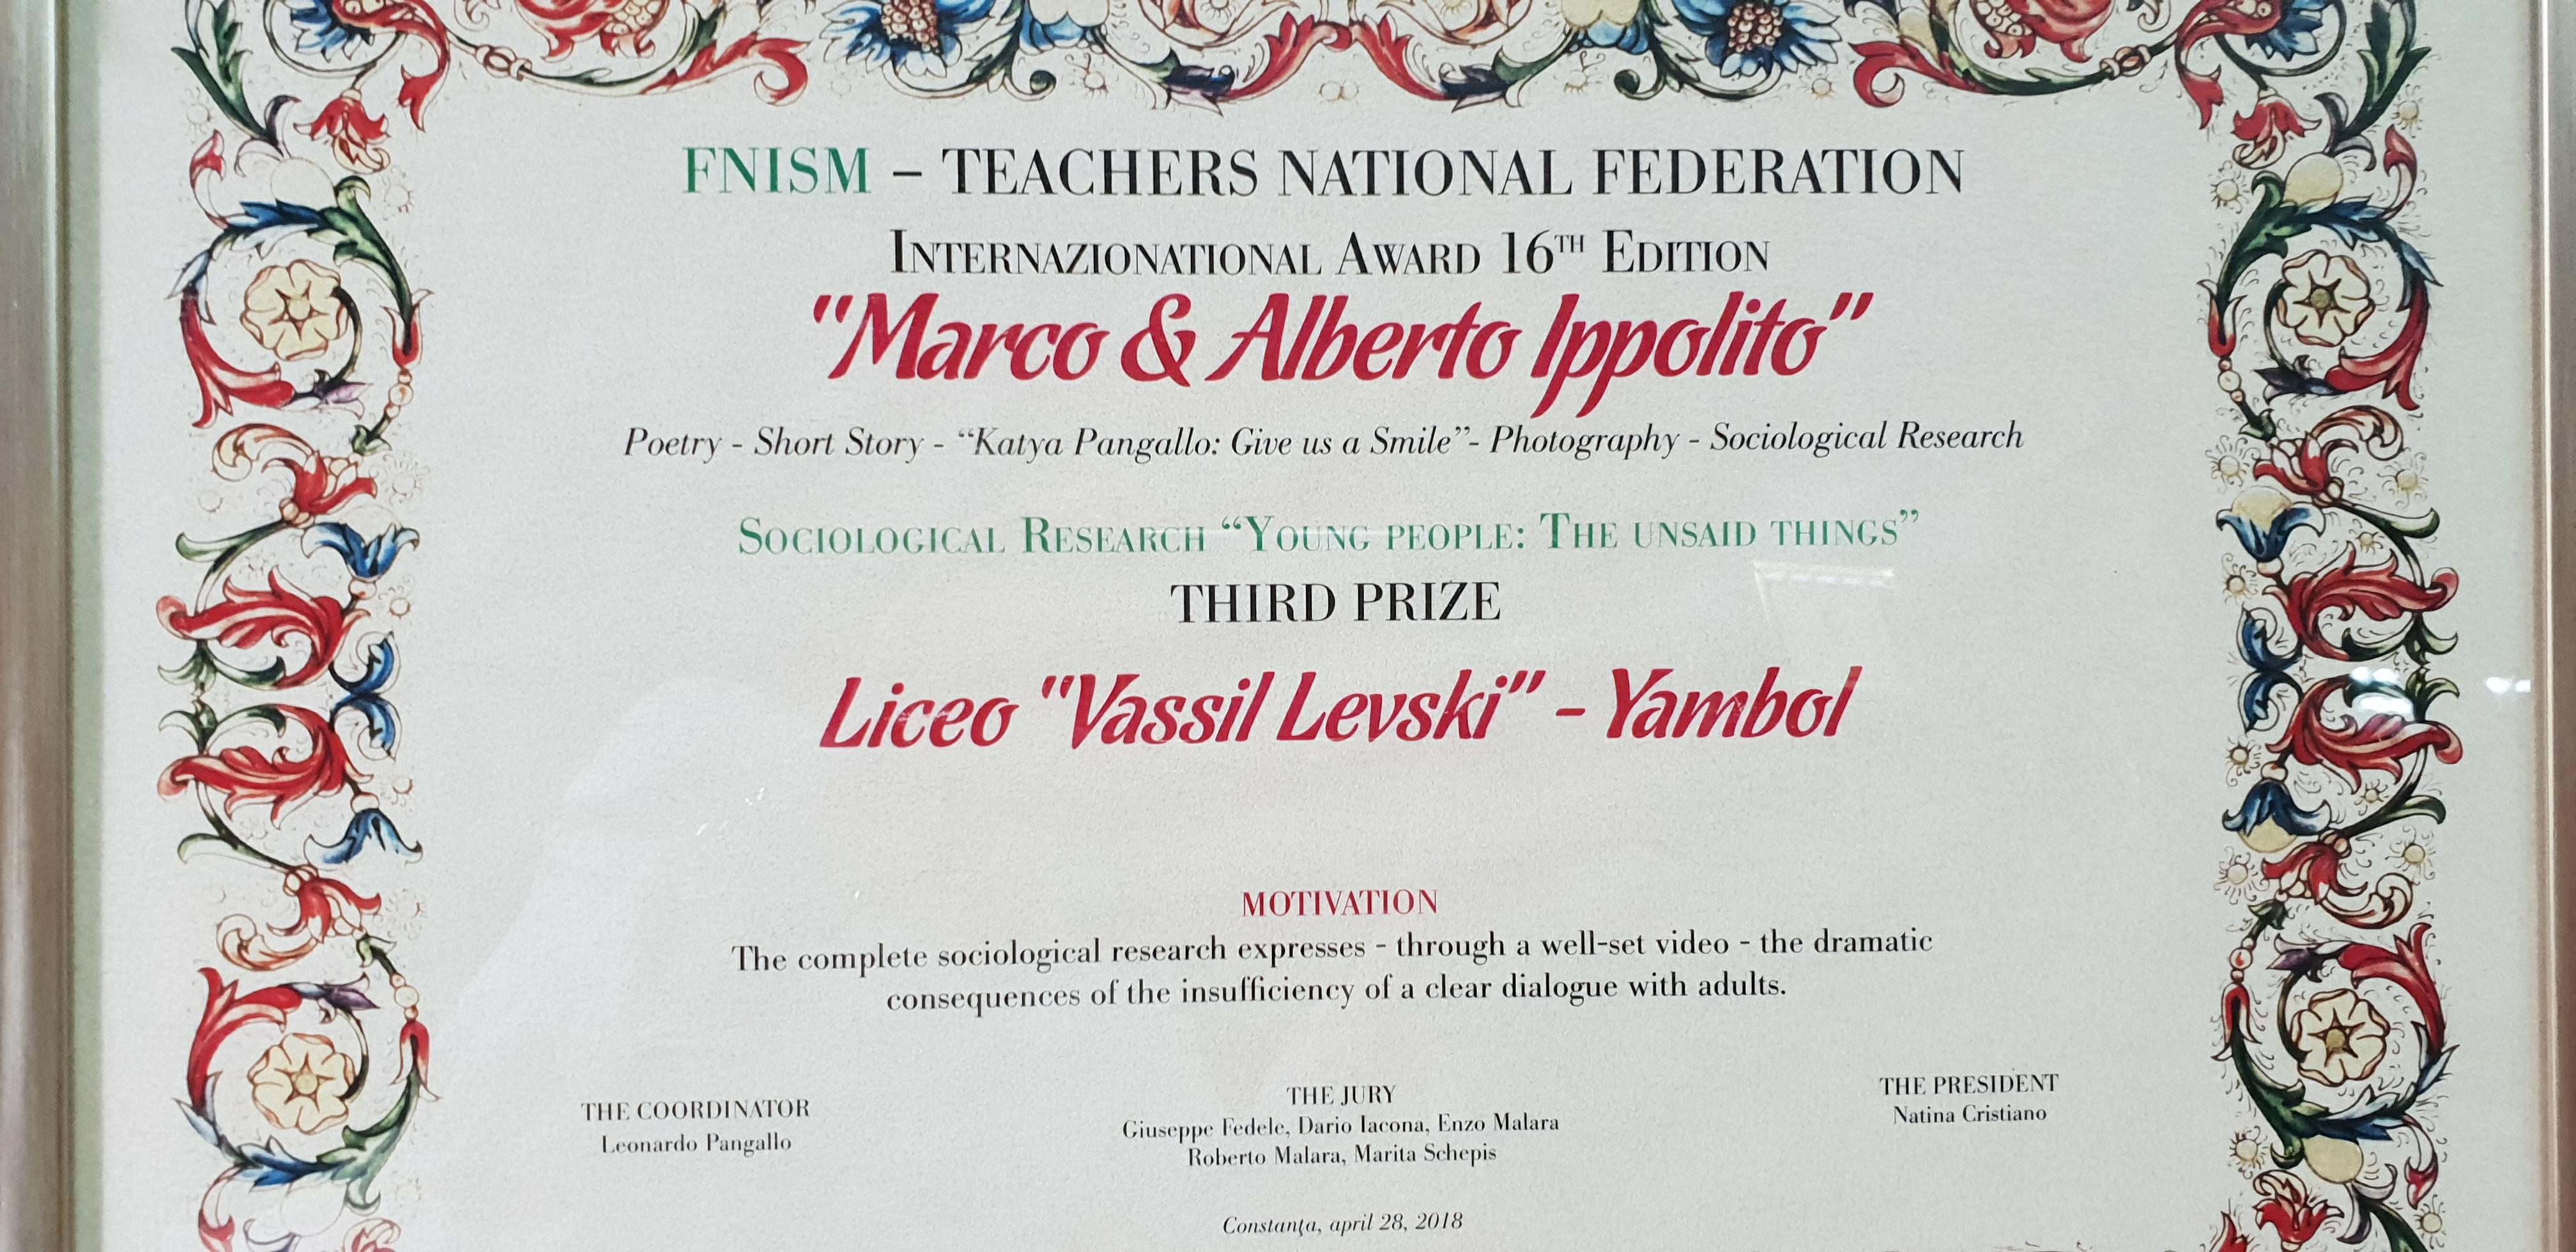 FNISM – TEACHERS NATIONAL FEDERATION
INTERNAZIONATIONAL AWARD 16TH EDITION
"Marco & Alberto Ippolito"
Poetry - Short Story - “Katya Pangallo: Give us a Smile”- Photography - Sociological Research
SOCIOLOGICAL RESEARCH “YOUNG PEOPLE: THE UNSAID THINGS”
THIRD PRIZE
Liceo "Vassil Levski" - Yambol
MOTIVATION
The complete sociological research expresses - through a well-set video - the dramatic
consequences of the insufficiency of a clear dialogue with adults.
THE COORDINATOR
Leonardo Pangallo
THE JURY
Giuseppe Fedele, Dario Iacona, Enzo Malara
Roberto Malara, Marita Schepis
THE PRESIDENT
Natina Cristiano
Constanţa, april 28, 2018